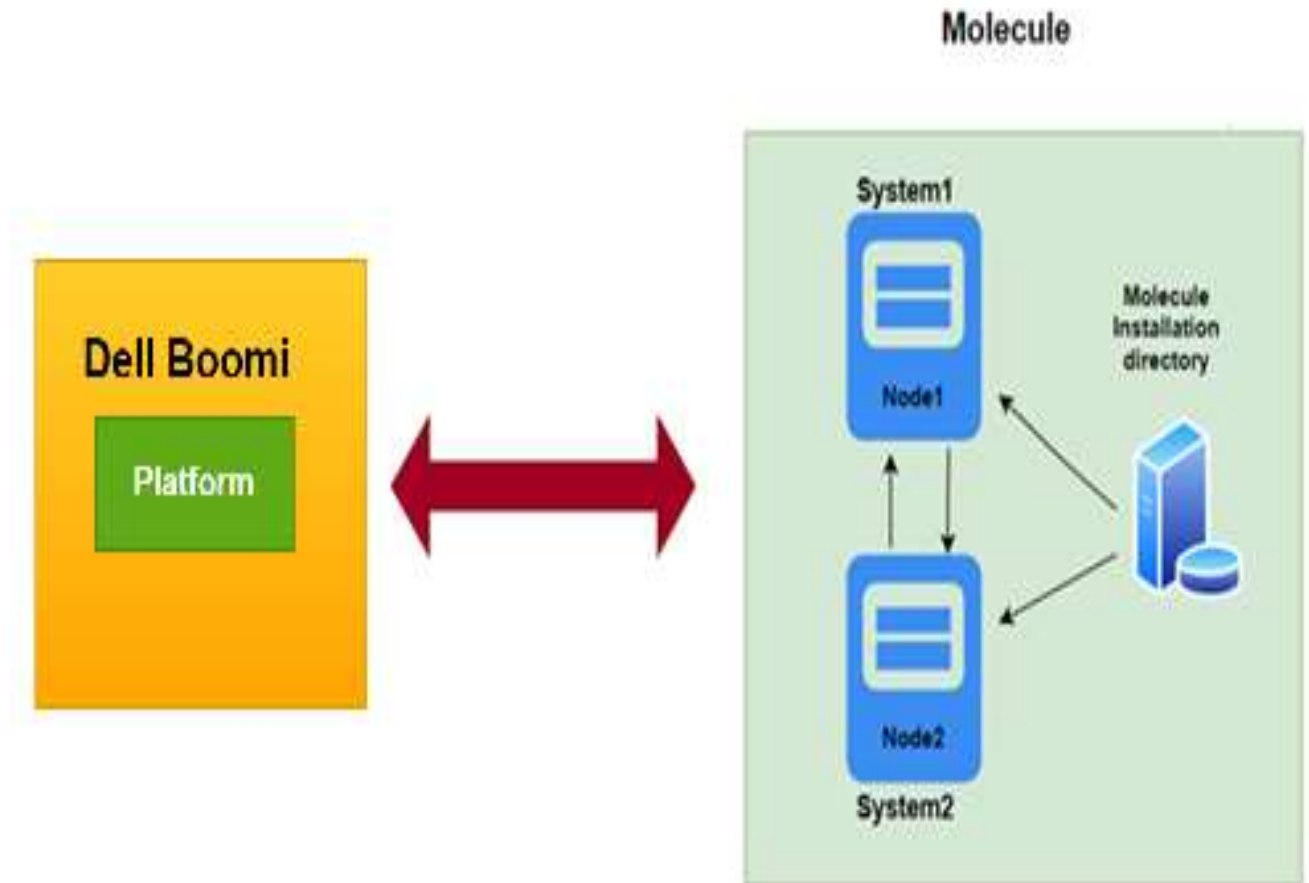 Molecule
Dell Boomi
Platform
System1
Node1
Molecule
Installation
directory
Node2
System2